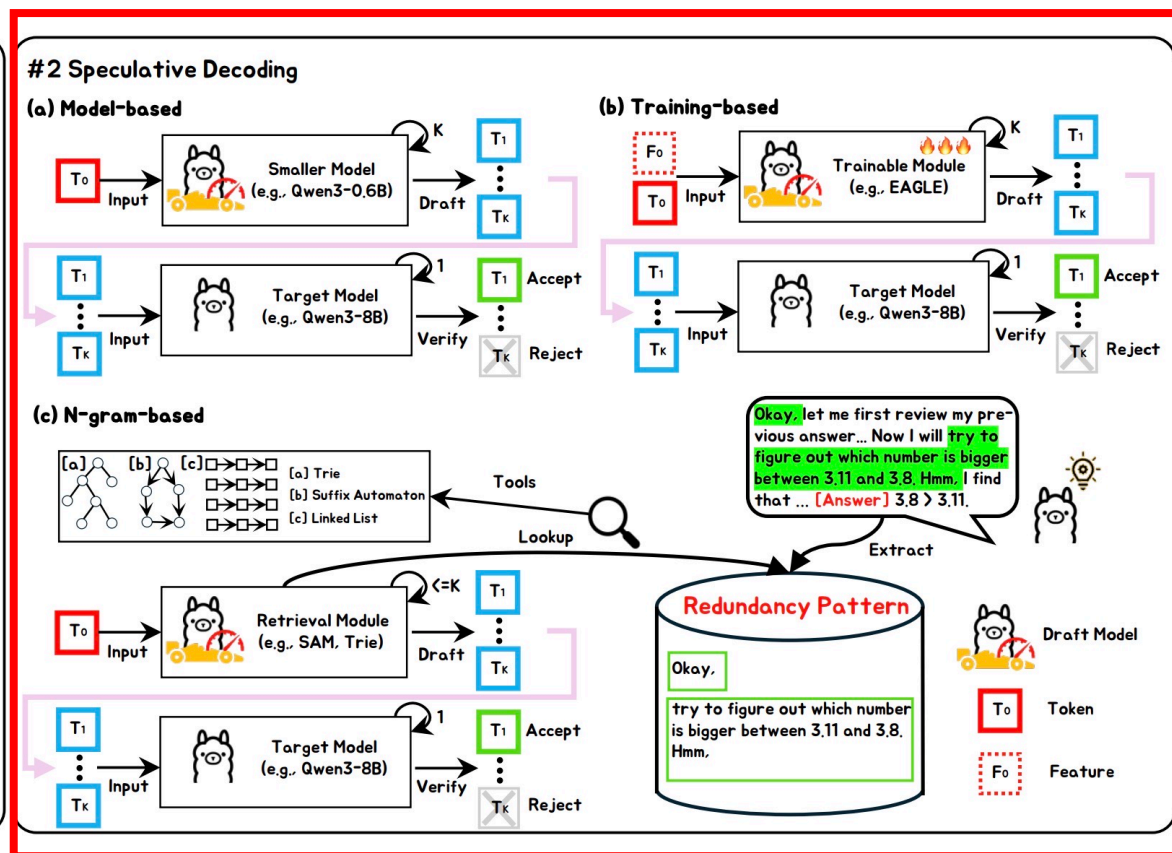 #2 Speculative Decoding
(a) Model-based
T0
Input
Smaller Model
(e.g., Qwen3-0.6B)
K
Draft
T1
TK
T1
TK
Input
Target Model
(e.g., Qwen3-8B)
1
Verify
T1
Accept
TK
Reject
(b) Training-based
F0
T0
Input
Trainable Module
(e.g., EAGLE)
K
Draft
T1
TK
T1
TK
Input
Target Model
(e.g., Qwen3-8B)
1
Verify
T1
Accept
TK
Reject
(c) N-gram-based
[a]
[b]
[c]
[a] Trie
[b] Suffix Automaton
[c] Linked List
Tools
Lookup
Okay, let me first review my pre-
vious answer... Now I will try to
figure out which number is bigger
between 3.11 and 3.8. Hmm, I find
that ... [Answer] 3.8 > 3.11.
Extract
T0
Input
Retrieval Module
(e.g., SAM, Trie)
<=K
Draft
T1
TK
T1
TK
Input
Target Model
(e.g., Qwen3-8B)
1
Verify
T1
Accept
TK
Reject
Redundancy Pattern
Okay,
try to figure out which number
is bigger between 3.11 and 3.8.
Hmm,
Draft Model
T0
Token
F0
Feature